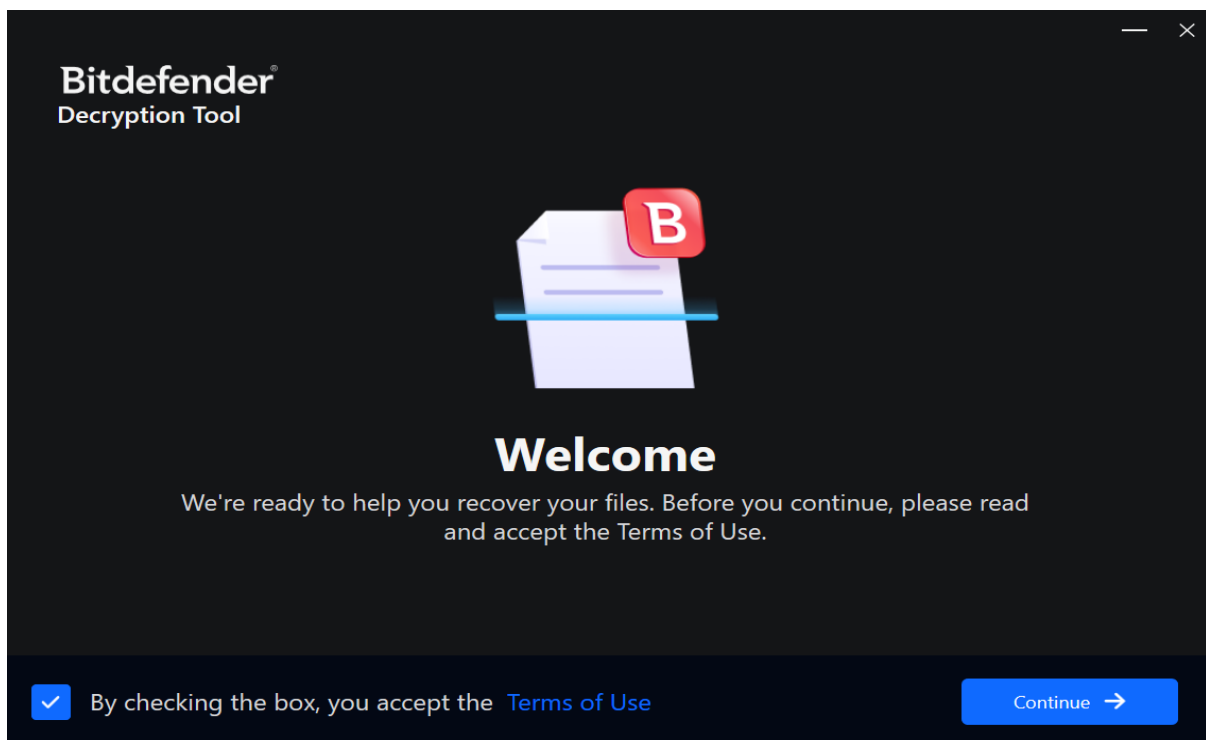 Bitdefender®
Decryption Tool
B
Welcome
We're ready to help you recover your files. Before you continue, please read
and accept the Terms of Use.
By checking the box, you accept the Terms of Use
Continue →